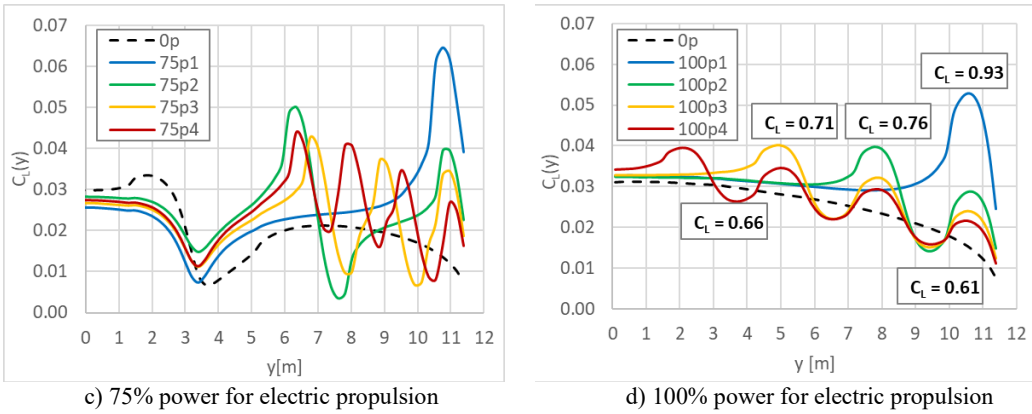 0.07
0.06
0.05
0.04
0.03
0.02
0.01
0.00
C_L(y)
0p
75p1
75p2
75p3
75p4
0 1 2 3 4 5 6 7 8 9 10 11 12
y[m]
c) 75% power for electric propulsion
0.07
0.06
0.05
0.04
0.03
0.02
0.01
0.00
C_L(y)
0p
100p1
100p2
100p3
100p4
C_L = 0.93
C_L = 0.71
C_L = 0.76
C_L = 0.66
C_L = 0.61
0 1 2 3 4 5 6 7 8 9 10 11 12
y [m]
d) 100% power for electric propulsion